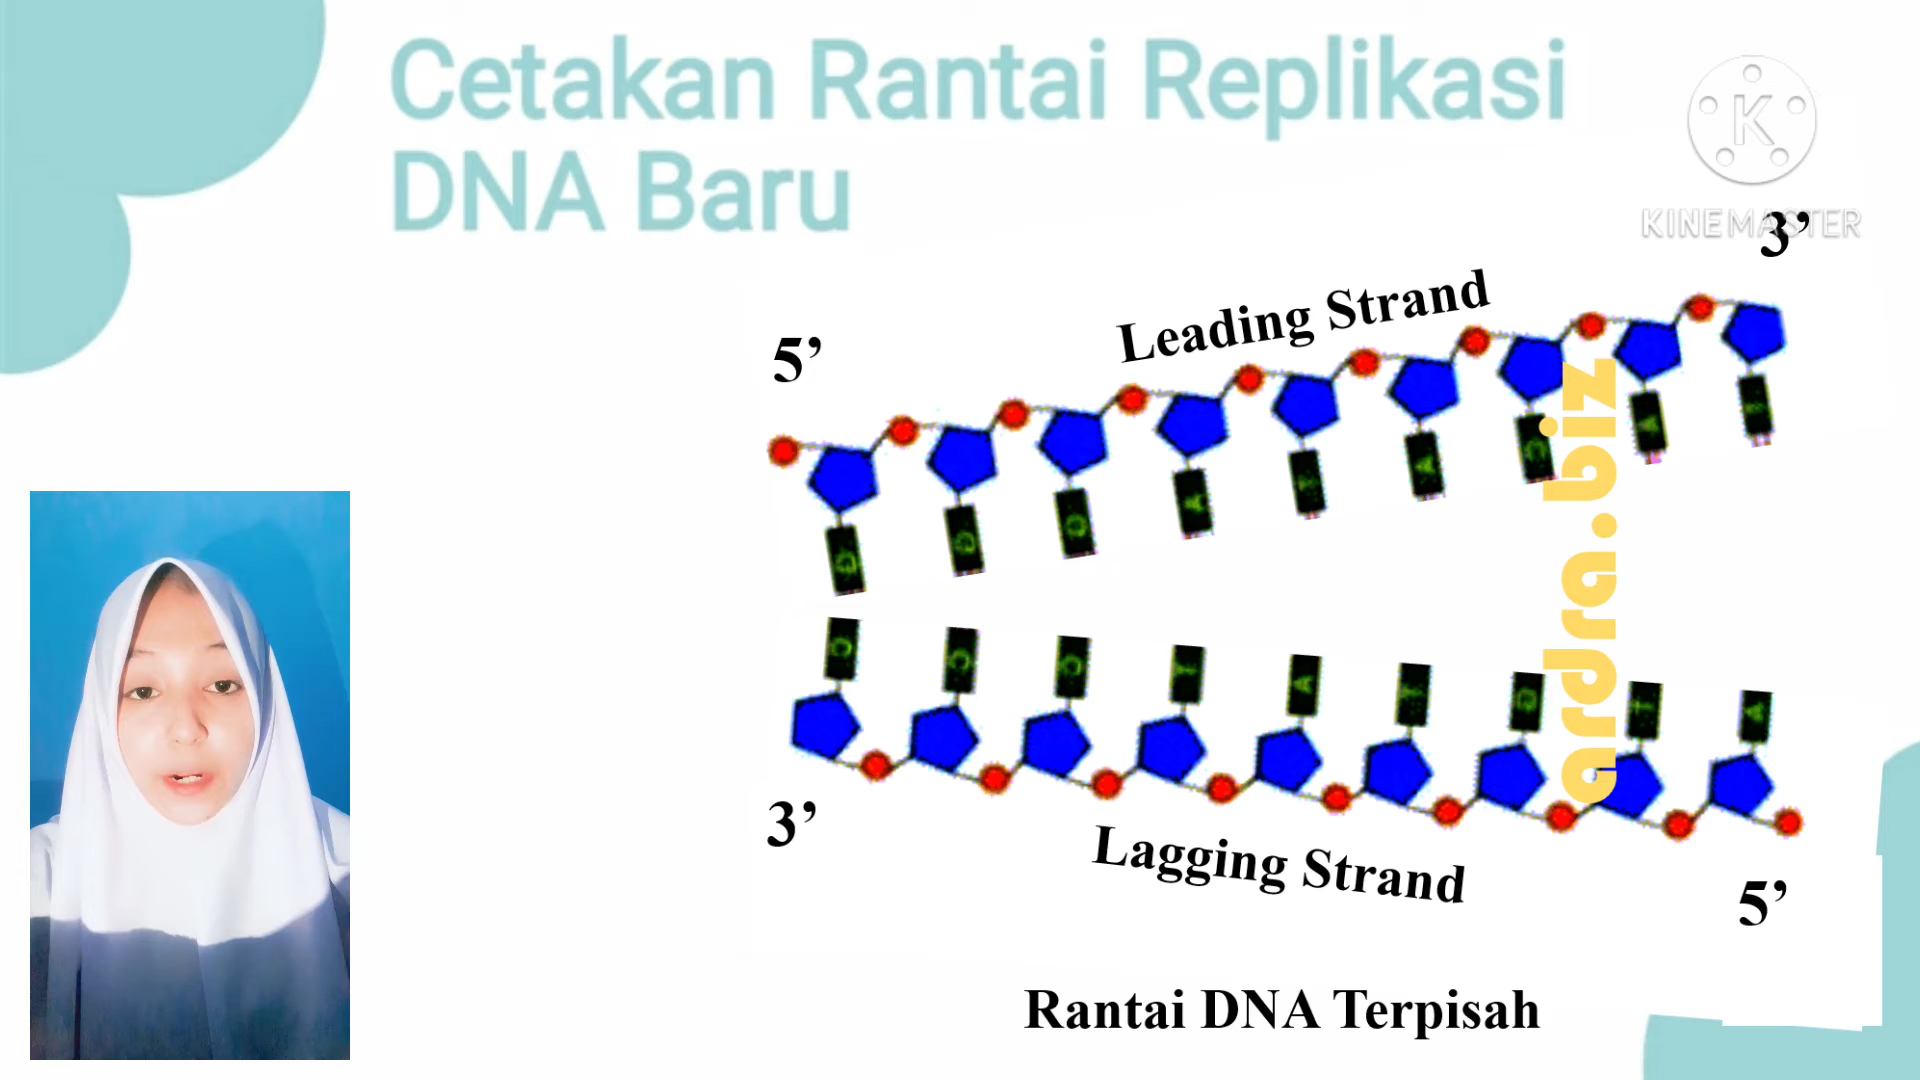 Cetakan Rantai Replikasi
DNA Baru
K
KINEMASTER
3’
Leading Strand
5’
ardra.biz
3’
Lagging Strand
5’
Rantai DNA Terpisah